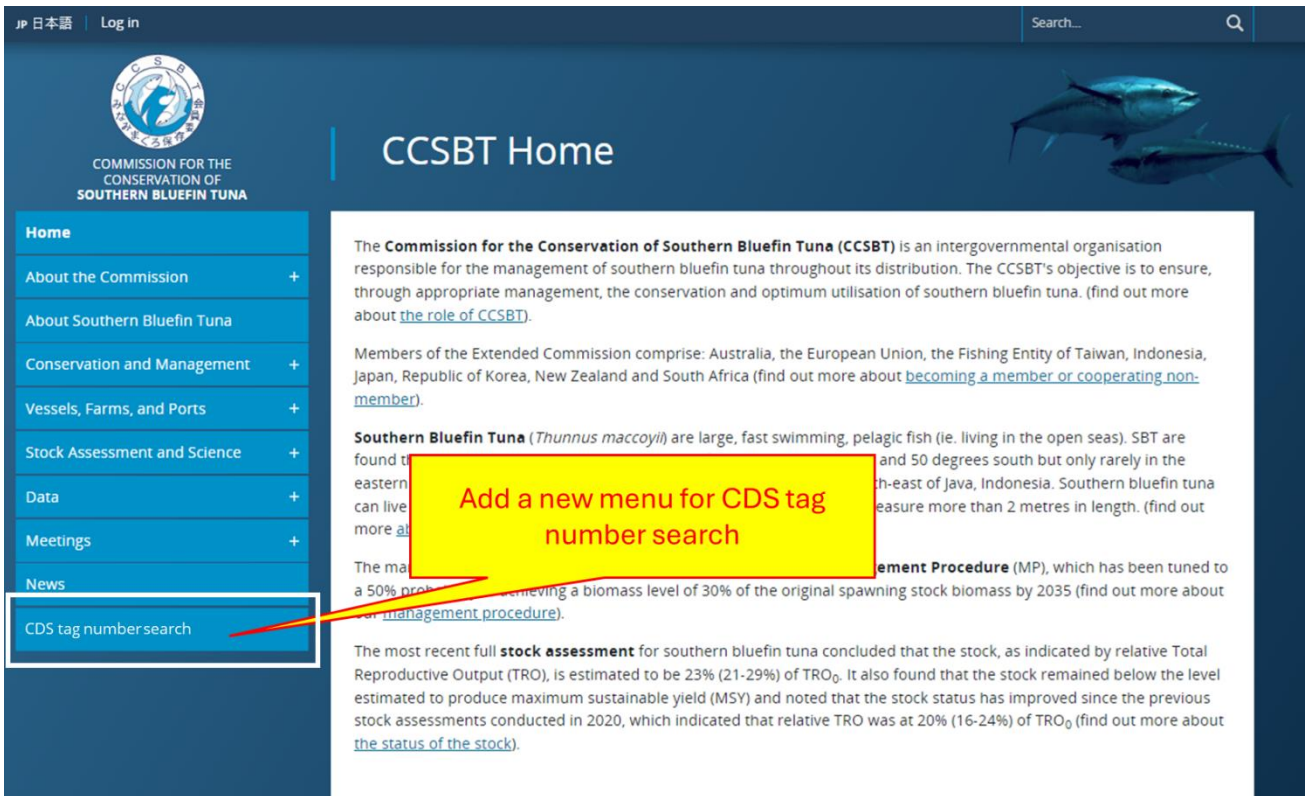 JP 日本語 Log in
Search...
CCSBT
みなみまぐろ保存委員会
COMMISSION FOR THE
CONSERVATION OF
SOUTHERN BLUEFIN TUNA
CCSBT Home
Home
About the Commission +
About Southern Bluefin Tuna
Conservation and Management +
Vessels, Farms, and Ports +
Stock Assessment and Science +
Data +
Meetings +
News
CDS tag number search
The Commission for the Conservation of Southern Bluefin Tuna (CCSBT) is an intergovernmental organisation
responsible for the management of southern bluefin tuna throughout its distribution. The CCSBT's objective is to ensure,
through appropriate management, the conservation and optimum utilisation of southern bluefin tuna. (find out more
about the role of CCSBT).
Members of the Extended Commission comprise: Australia, the European Union, the Fishing Entity of Taiwan, Indonesia,
Japan, Republic of Korea, New Zealand and South Africa (find out more about becoming a member or cooperating non-
member).
Southern Bluefin Tuna (Thunnus maccoyii) are large, fast swimming, pelagic fish (ie. living in the open seas). SBT are
found and 50 degrees south but only rarely in the
eastern of Java, Indonesia. Southern bluefin tuna
can live measure more than 2 metres in length. (find out
more
Add a new menu for CDS tag
number search
The Procedure (MP), which has been tuned to
a 50% achieving a biomass level of 30% of the original spawning stock biomass by 2035 (find out more about
our management procedure).
The most recent full stock assessment for southern bluefin tuna concluded that the stock, as indicated by relative Total
Reproductive Output (TRO), is estimated to be 23% (21-29%) of TRO₀. It also found that the stock remained below the level
estimated to produce maximum sustainable yield (MSY) and noted that the stock status has improved since the previous
stock assessments conducted in 2020, which indicated that relative TRO was at 20% (16-24%) of TRO₀ (find out more about
the status of the stock).